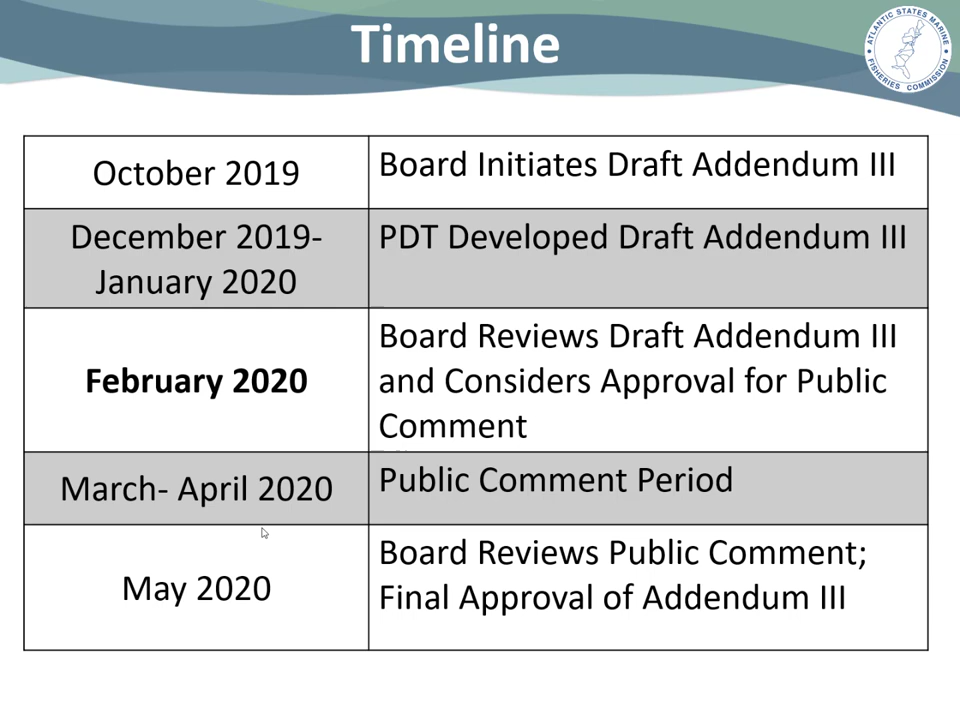 Timeline
ATLANTIC STATES MARINE
FISHERIES COMMISSION
October 2019
Board Initiates Draft Addendum III
December 2019-
January 2020
PDT Developed Draft Addendum III
February 2020
Board Reviews Draft Addendum III
and Considers Approval for Public
Comment
March- April 2020
Public Comment Period
May 2020
Board Reviews Public Comment;
Final Approval of Addendum III